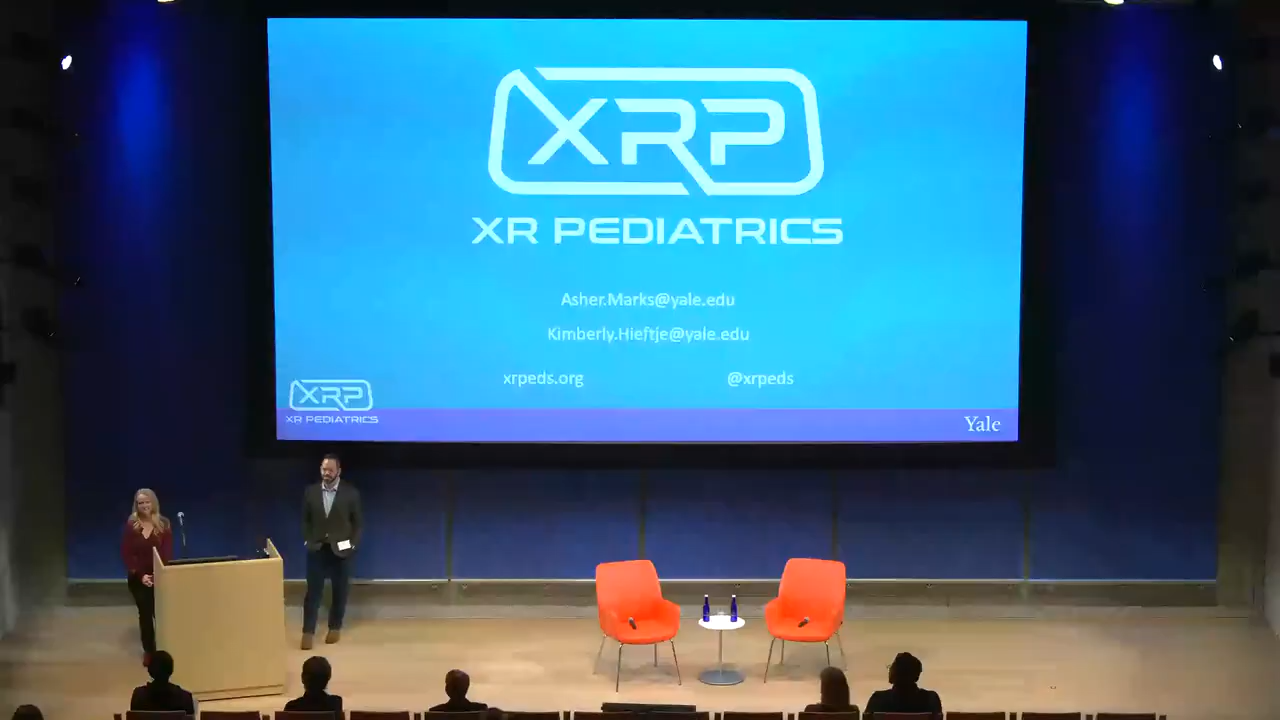 XRP
XR PEDIATRICS
Asher.Marks@yale.edu
Kimberly.Hieftje@yale.edu
xrpeds.org @xrpeds
XRP
XR PEDIATRICS
Yale